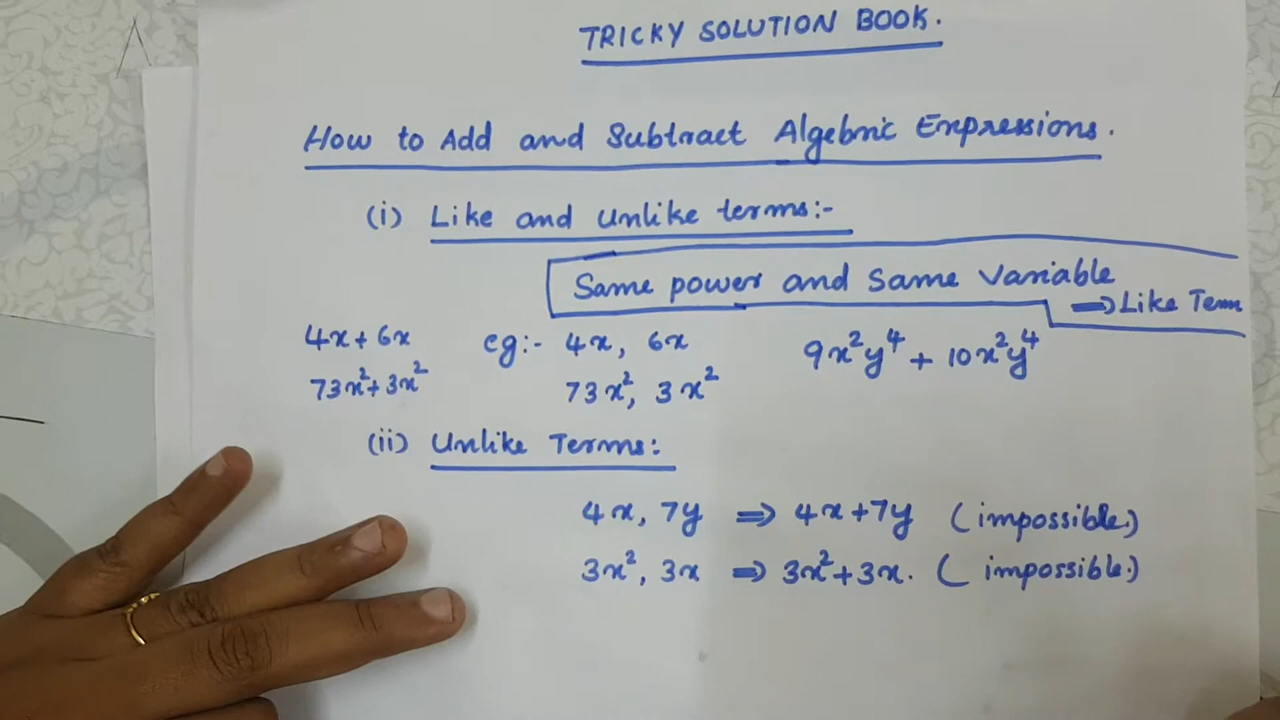 TRICKY SOLUTION BOOK.
How to Add and Subtract Algebric Expressions.
(i) Like and Unlike terms:-
Same power and same variable
⇒ Like Term
4x + 6x eg:- 4x, 6x 9x²y⁴ + 10x²y⁴
73x² + 3x² 73x², 3x²
(ii) Unlike Terms:
4x, 7y ⇒ 4x+7y (impossible.)
3x², 3x ⇒ 3x²+3x. (impossible.)